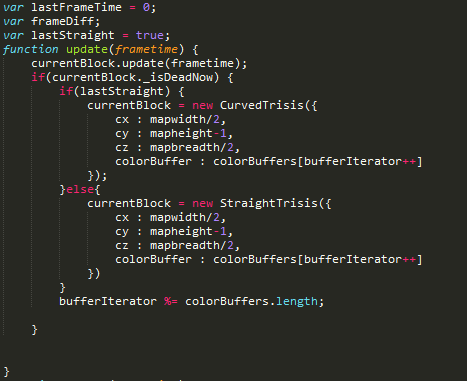 var lastFrameTime = 0;
var frameDiff;
var lastStraight = true;
function update(frametime) {
    currentBlock.update(frametime);
    if(currentBlock._isDeadNow) {
        if(lastStraight) {
            currentBlock = new CurvedTrisis({
                cx : mapwidth/2,
                cy : mapheight-1,
                cz : mapbreadth/2,
                colorBuffer : colorBuffers[bufferIterator++]
            });
        }else{
            currentBlock = new StraightTrisis({
                cx : mapwidth/2,
                cy : mapheight-1,
                cz : mapbreadth/2,
                colorBuffer : colorBuffers[bufferIterator++]
            })
        }
        bufferIterator %= colorBuffers.length;
    }
}